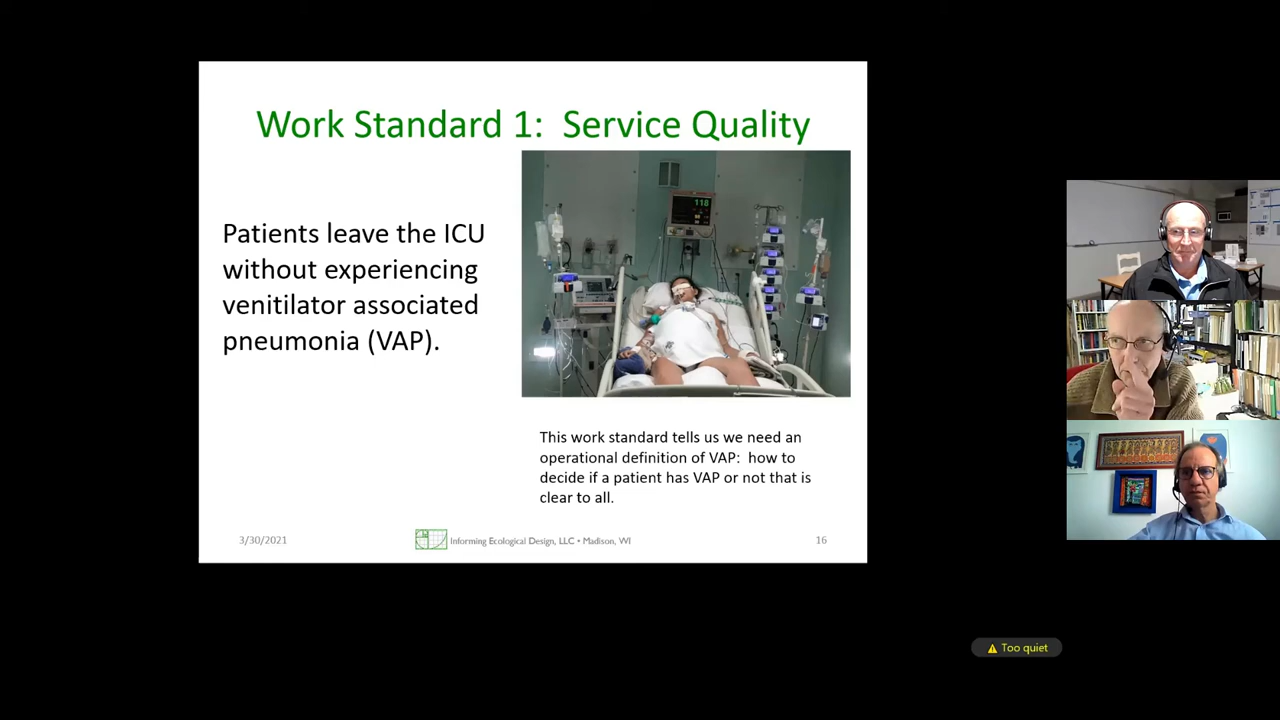 Work Standard 1: Service Quality
Patients leave the ICU
without experiencing
venitilator associated
pneumonia (VAP).
118
This work standard tells us we need an
operational definition of VAP: how to
decide if a patient has VAP or not that is
clear to all.
3/30/2021
Informing Ecological Design, LLC • Madison, WI
16
Too quiet